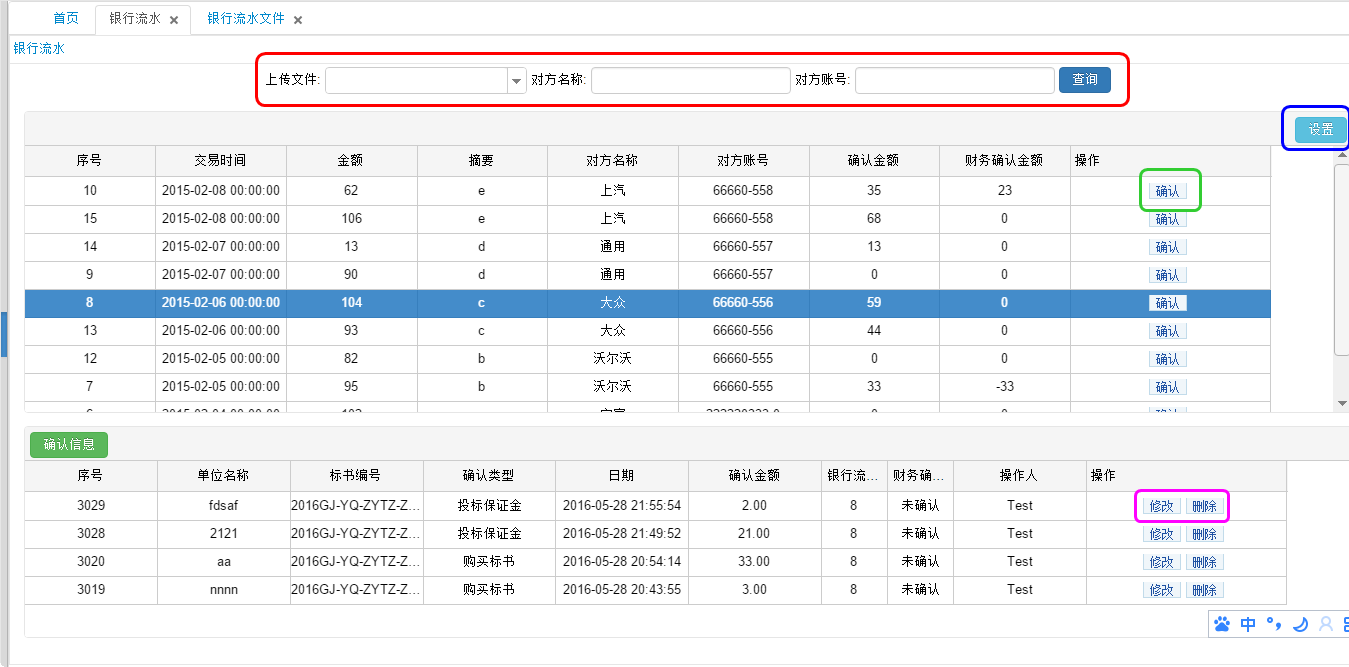 首页 银行流水 × 银行流水文件 ×
银行流水
上传文件: 对方名称: 对方账号: 查询
设置
序号 交易时间 金额 摘要 对方名称 对方账号 确认金额 财务确认金额 操作
10 2015-02-08 00:00:00 62 e 上汽 66660-558 35 23 确认
15 2015-02-08 00:00:00 106 e 上汽 66660-558 68 0 确认
14 2015-02-07 00:00:00 13 d 通用 66660-557 13 0 确认
9 2015-02-07 00:00:00 90 d 通用 66660-557 0 0 确认
8 2015-02-06 00:00:00 104 c 大众 66660-556 59 0 确认
13 2015-02-06 00:00:00 93 c 大众 66660-556 44 0 确认
12 2015-02-05 00:00:00 82 b 沃尔沃 66660-555 0 0 确认
7 2015-02-05 00:00:00 95 b 沃尔沃 66660-555 33 -33 确认
确认信息
序号 单位名称 标书编号 确认类型 日期 确认金额 银行流... 财务确... 操作人 操作
3029 fdsaf 2016GJ-YQ-ZYTZ-Z... 投标保证金 2016-05-28 21:55:54 2.00 8 未确认 Test 修改 删除
3028 2121 2016GJ-YQ-ZYTZ-Z... 投标保证金 2016-05-28 21:49:52 21.00 8 未确认 Test 修改 删除
3020 aa 2016GJ-YQ-ZYTZ-Z... 购买标书 2016-05-28 20:54:14 33.00 8 未确认 Test 修改 删除
3019 nnnn 2016GJ-YQ-ZYTZ-Z... 购买标书 2016-05-28 20:43:55 3.00 8 未确认 Test 修改 删除
中 °,